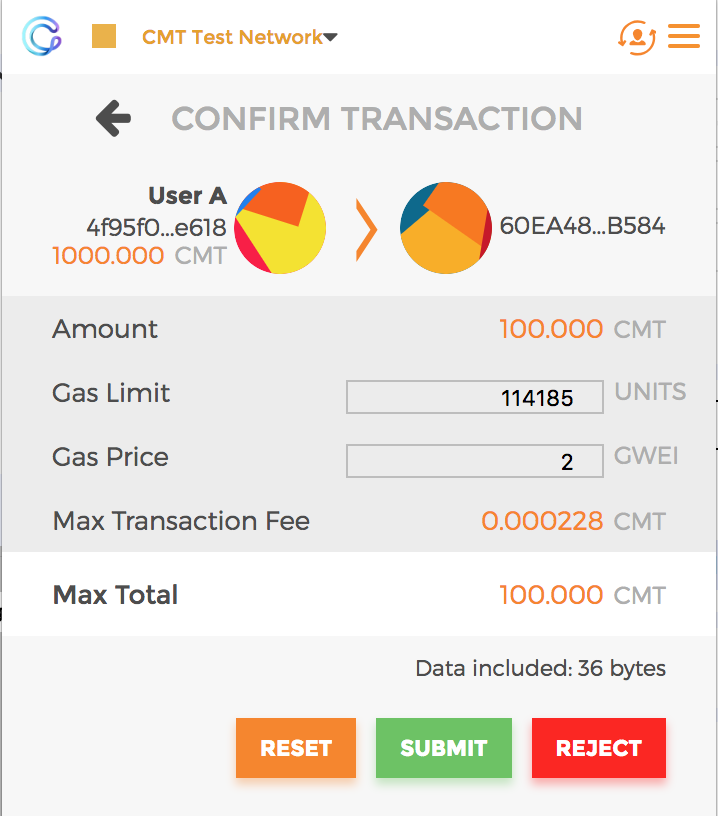 CMT Test Network
CONFIRM TRANSACTION
User A
4f95f0...e618
1000.000 CMT
60EA48...B584
Amount 100.000 CMT
Gas Limit 114185 UNITS
Gas Price 2 GWEI
Max Transaction Fee 0.000228 CMT
Max Total 100.000 CMT
Data included: 36 bytes
RESET SUBMIT REJECT